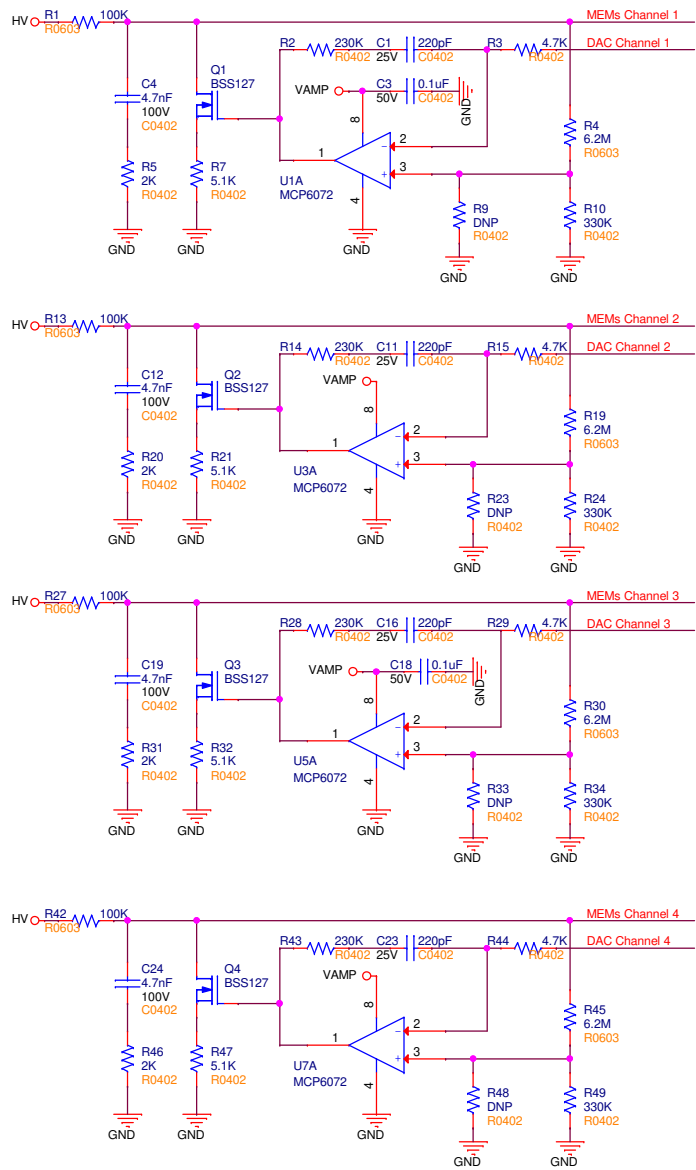 HV R1 100K MEMs Channel 1
R0603
R2 230K C1 220pF R3 4.7K DAC Channel 1
R0402 25V C0402 R0402
C4 Q1 VAMP C3 0.1uF
4.7nF BSS127 50V C0402 GND
100V 8
C0402 2 R4
− 6.2M
1 3 R0603
+
R5 R7 U1A
2K 5.1K MCP6072 R9 R10
R0402 R0402 4 DNP 330K
R0402 R0402
GND GND GND
GND GND
HV R13 100K MEMs Channel 2
R0603
R14 230K C11 220pF R15 4.7K DAC Channel 2
R0402 25V C0402 R0402
C12 Q2 VAMP
4.7nF BSS127
100V 8
C0402 2 R19
− 6.2M
1 3 R0603
+
R20 R21 U3A
2K 5.1K MCP6072 R23 R24
R0402 R0402 4 DNP 330K
R0402 R0402
GND GND GND
GND GND
HV R27 100K MEMs Channel 3
R0603
R28 230K C16 220pF R29 4.7K DAC Channel 3
R0402 25V C0402 R0402
C19 Q3 VAMP C18 0.1uF
4.7nF BSS127 50V C0402 GND
100V 8
C0402 2 R30
− 6.2M
1 3 R0603
+
R31 R32 U5A
2K 5.1K MCP6072 R33 R34
R0402 R0402 4 DNP 330K
R0402 R0402
GND GND GND
GND GND
HV R42 100K MEMs Channel 4
R0603
R43 230K C23 220pF R44 4.7K DAC Channel 4
R0402 25V C0402 R0402
C24 Q4 VAMP
4.7nF BSS127
100V 8
C0402 2 R45
− 6.2M
1 3 R0603
+
R46 R47 U7A
2K 5.1K MCP6072 R48 R49
R0402 R0402 4 DNP 330K
R0402 R0402
GND GND GND
GND GND